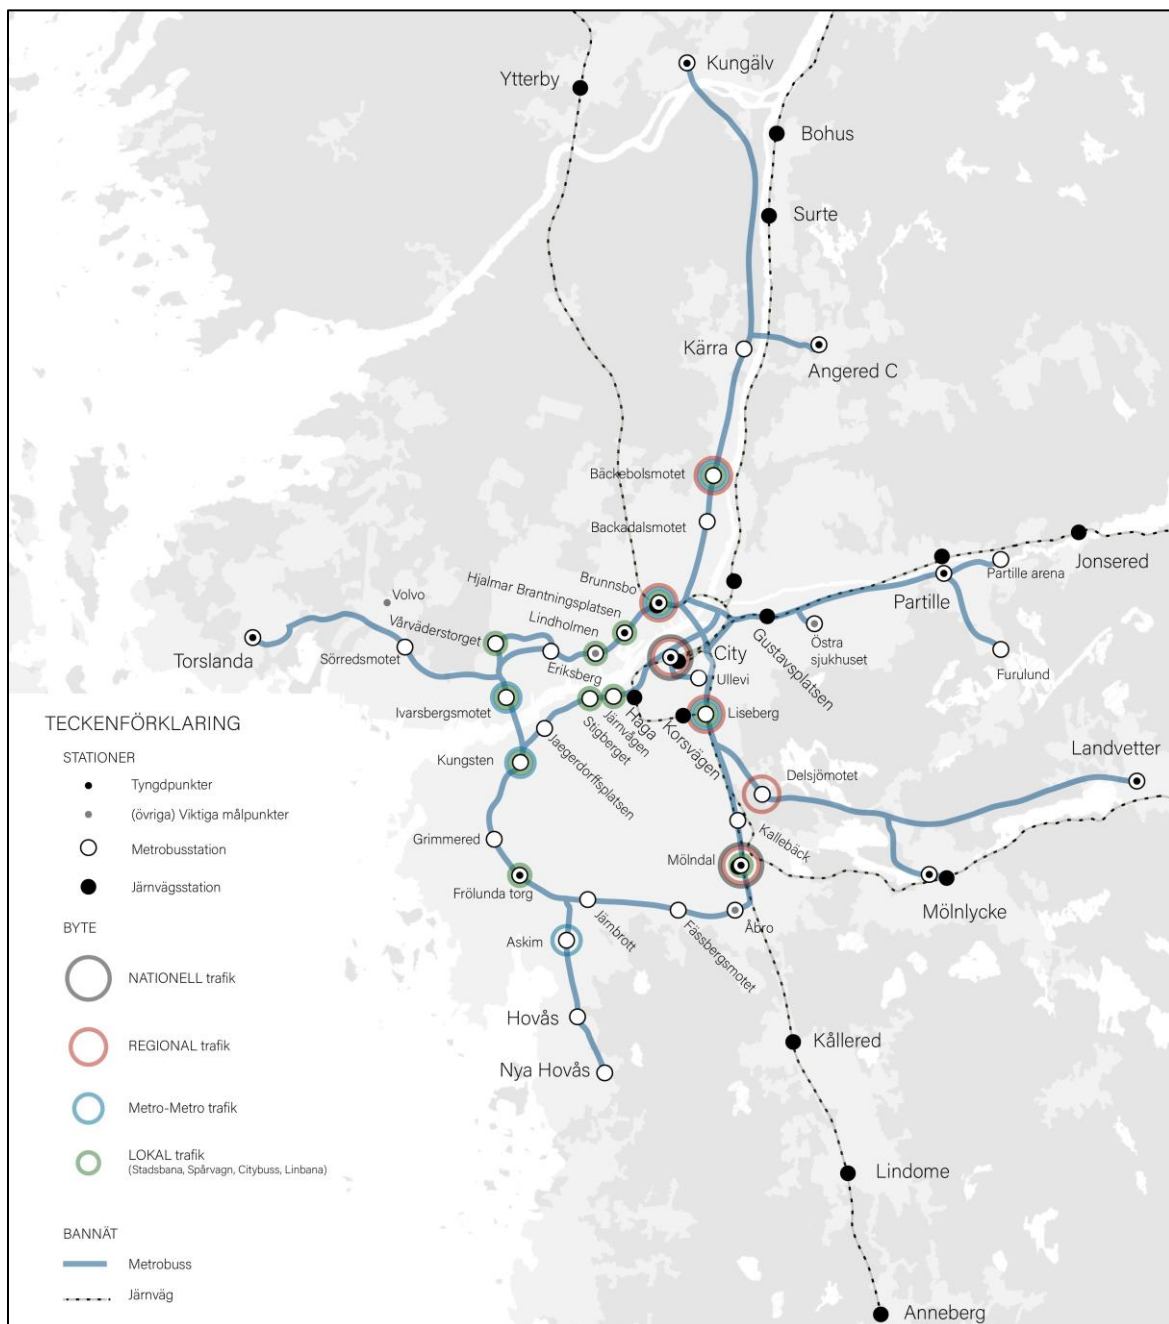 Ytterby
Kungälv
Bohus
Surte
Kärra
Angered C
Bäckebolsmotet
Backadalsmotet
Jonsered
Partille arena
Partille
Brunnsbo
Hjalmar Brantningsplatsen
Lindholmen
Volvo
Vårväderstorget
Torslanda
Sörredsmotet
Eriksberg
City
Ullevi
Gustavsplatsen
Östra
sjukhuset
Furulund
Ivarsbergsmotet
Järnvågen
Stigberget
Haga
Korsvägen
Liseberg
Landvetter
Kungsten
Jaegerdorffsplatsen
Delsjömotet
Grimmered
Kallebäck
Mölndal
Frölunda torg
Mölnlycke
Järnbrott
Fässbergsmotet
Åbro
Askim
Hovås
Nya Hovås
Kållered
Lindome
Anneberg
TECKENFÖRKLARING
STATIONER
Tyngdpunkter
(övriga) Viktiga målpunkter
Metrobusstation
Järnvägsstation
BYTE
NATIONELL trafik
REGIONAL trafik
Metro-Metro trafik
LOKAL trafik
(Stadsbana, Spårvagn, Citybuss, Linbana)
BANNÄT
Metrobuss
Järnväg